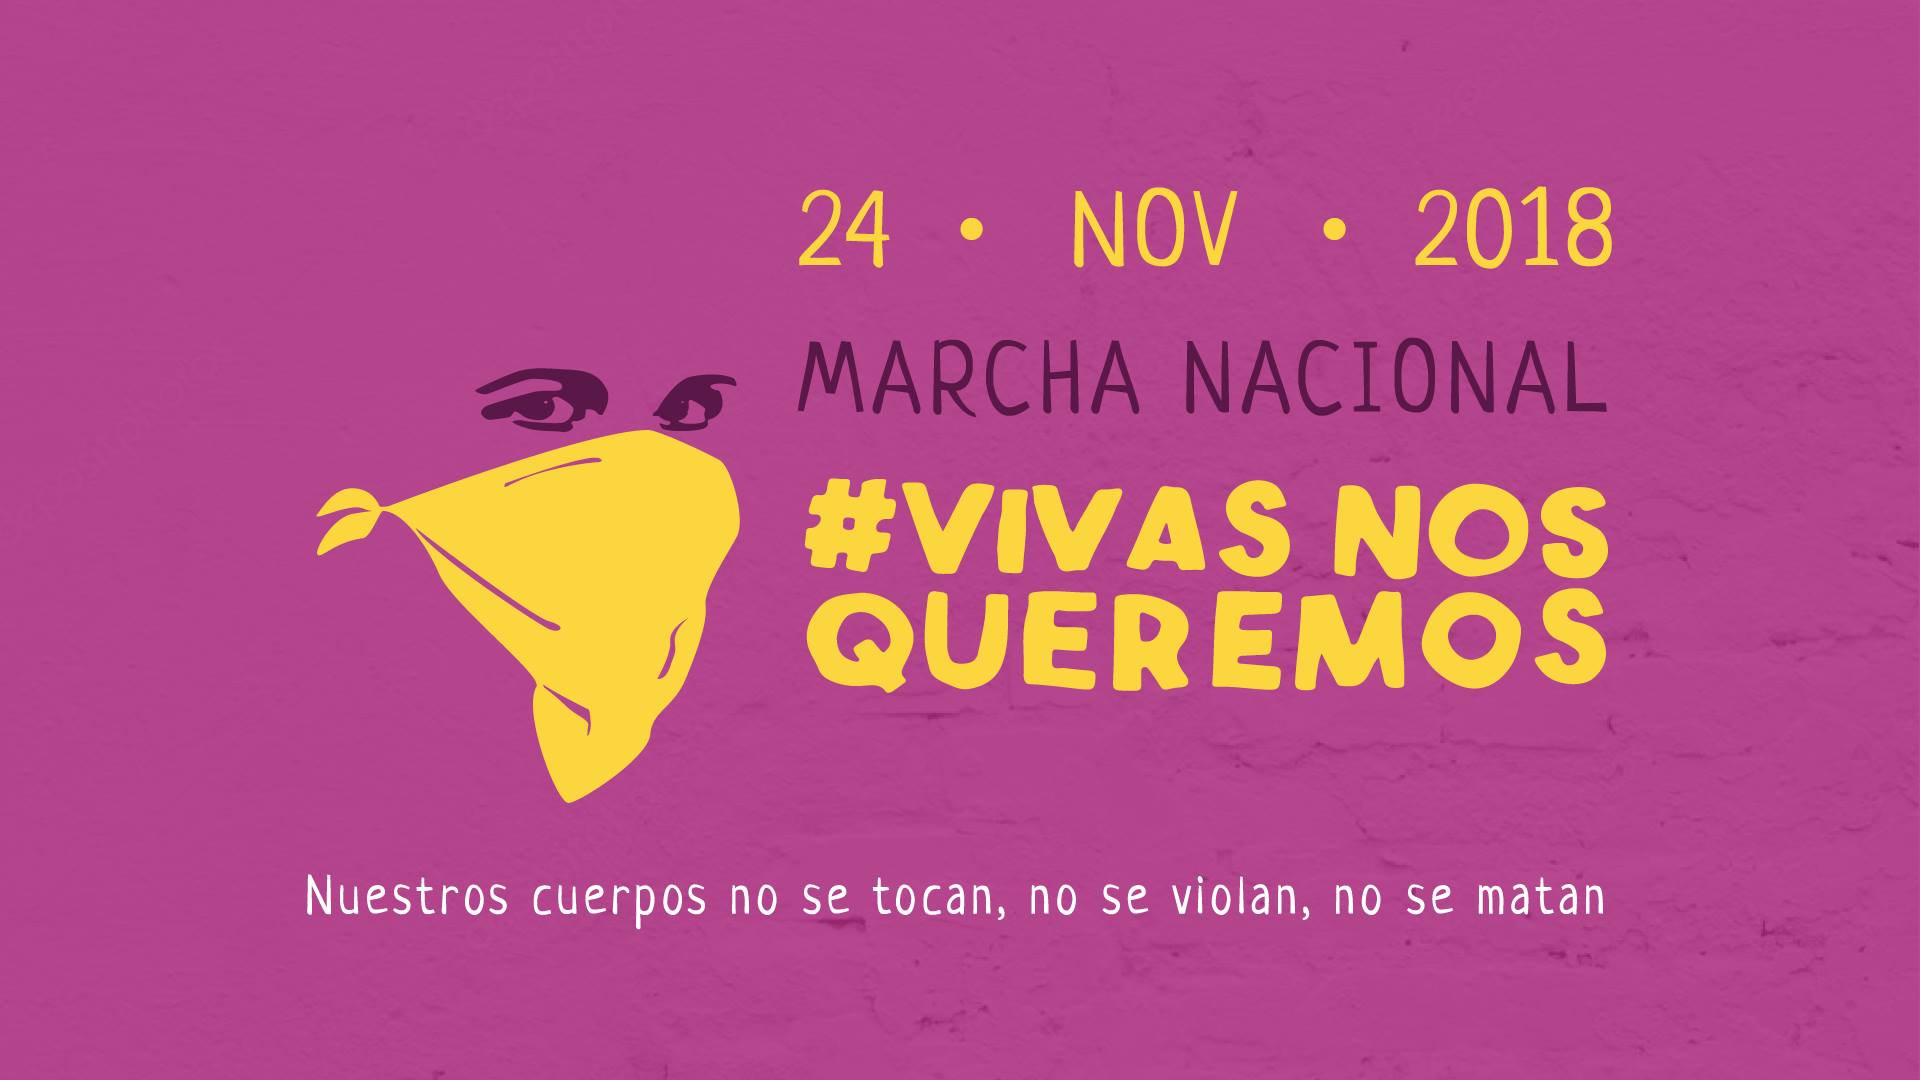 24 • NOV • 2018
MARCHA NACIONAL
#VIVAS NOS
QUEREMOS
Nuestros cuerpos no se tocan, no se violan, no se matan